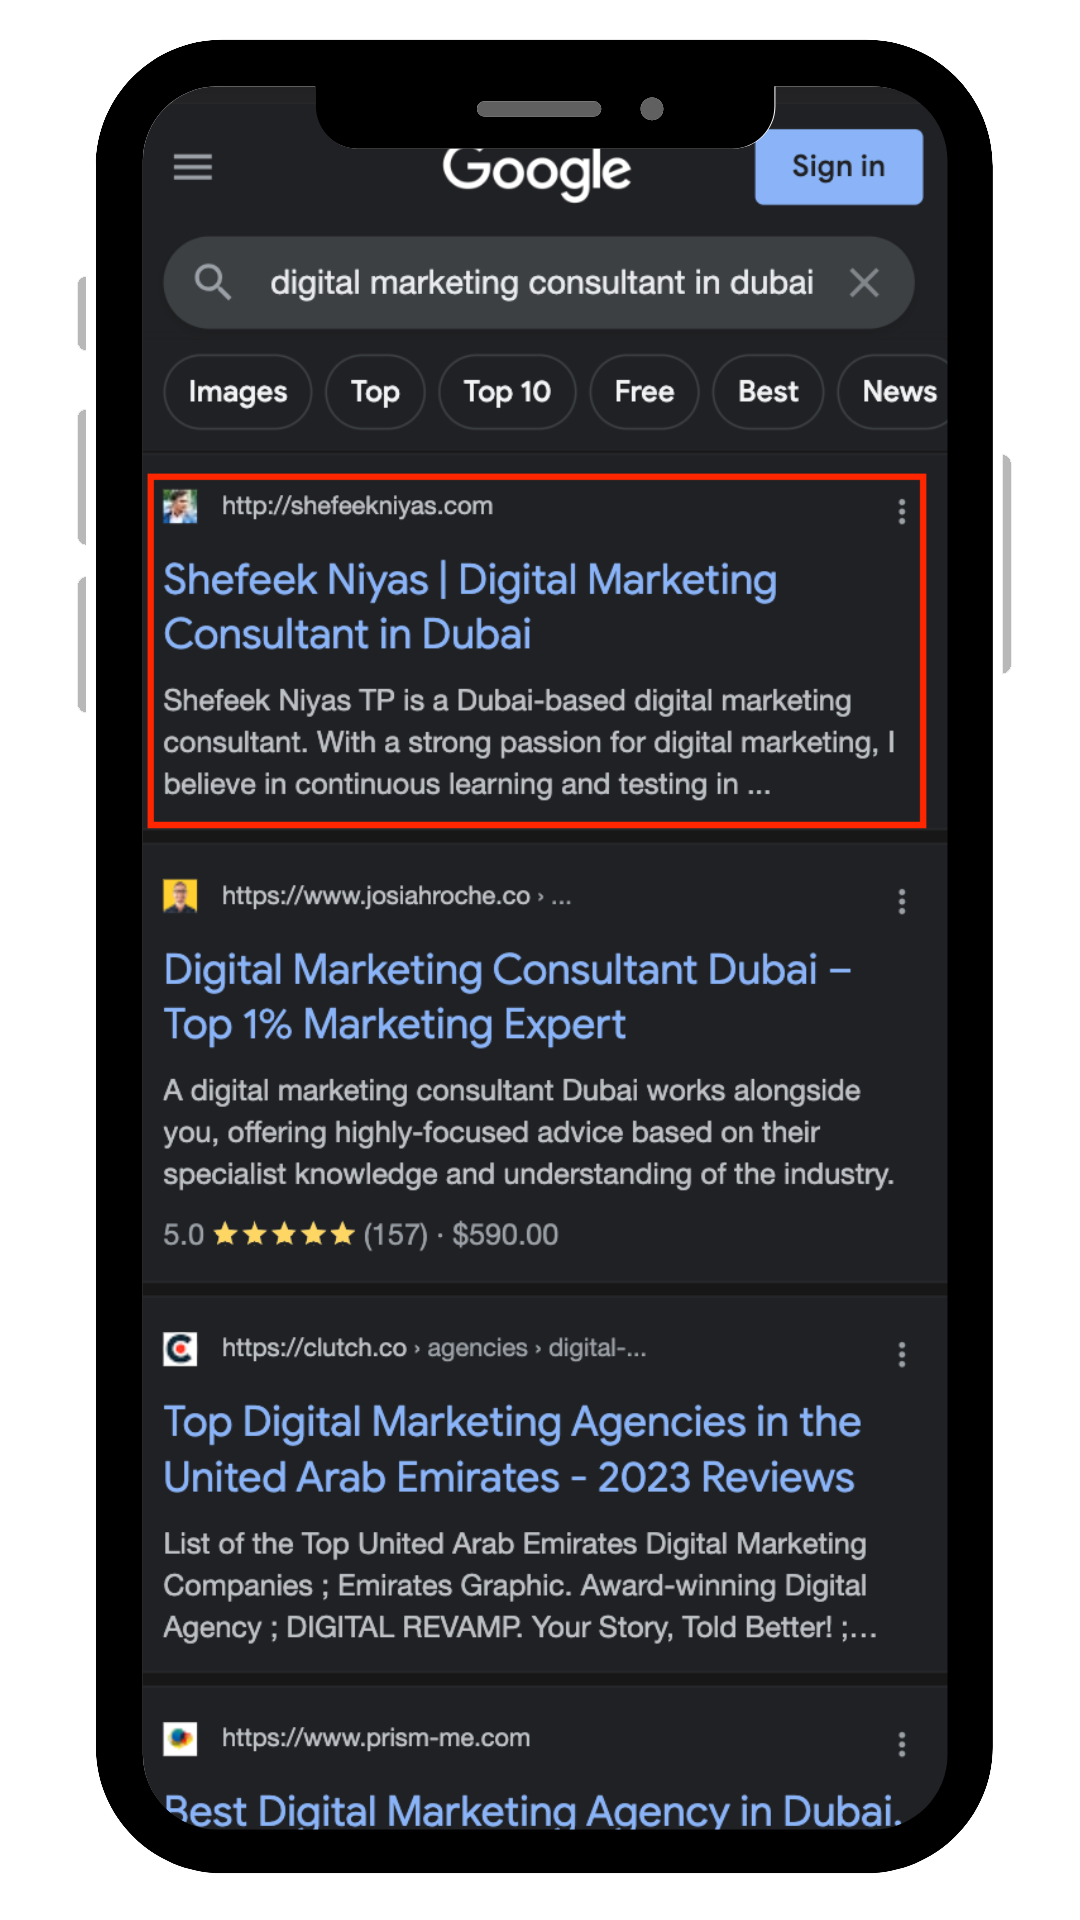 Google
Sign in
digital marketing consultant in dubai
Images
Top
Top 10
Free
Best
News
http://shefeekniyas.com
Shefeek Niyas | Digital Marketing
Consultant in Dubai
Shefeek Niyas TP is a Dubai-based digital marketing
consultant. With a strong passion for digital marketing, I
believe in continuous learning and testing in ...
https://www.josiahroche.co › ...
Digital Marketing Consultant Dubai –
Top 1% Marketing Expert
A digital marketing consultant Dubai works alongside
you, offering highly-focused advice based on their
specialist knowledge and understanding of the industry.
5.0 ★★★★★ (157) · $590.00
https://clutch.co › agencies › digital-...
Top Digital Marketing Agencies in the
United Arab Emirates - 2023 Reviews
List of the Top United Arab Emirates Digital Marketing
Companies ; Emirates Graphic. Award-winning Digital
Agency ; DIGITAL REVAMP. Your Story, Told Better! ;...
https://www.prism-me.com
Best Digital Marketing Agency in Dubai,